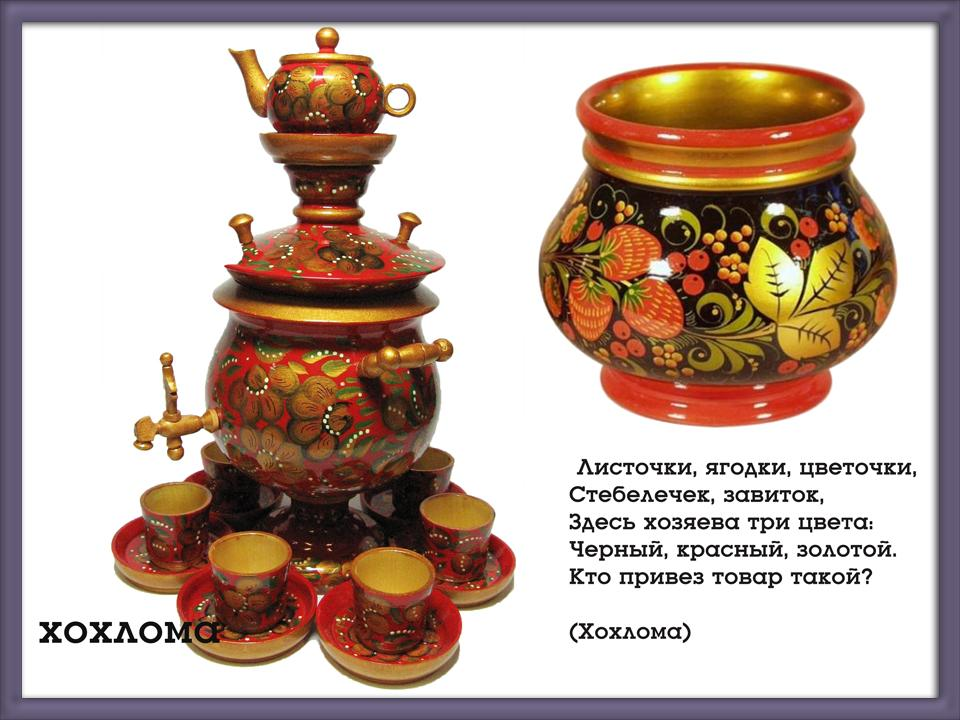 Листочки, ягодки, цветочки,
Стебелечек, завиток,
Здесь хозяева три цвета:
Черный, красный, золотой.
Кто привез товар такой?
(Хохлома)
хохлома